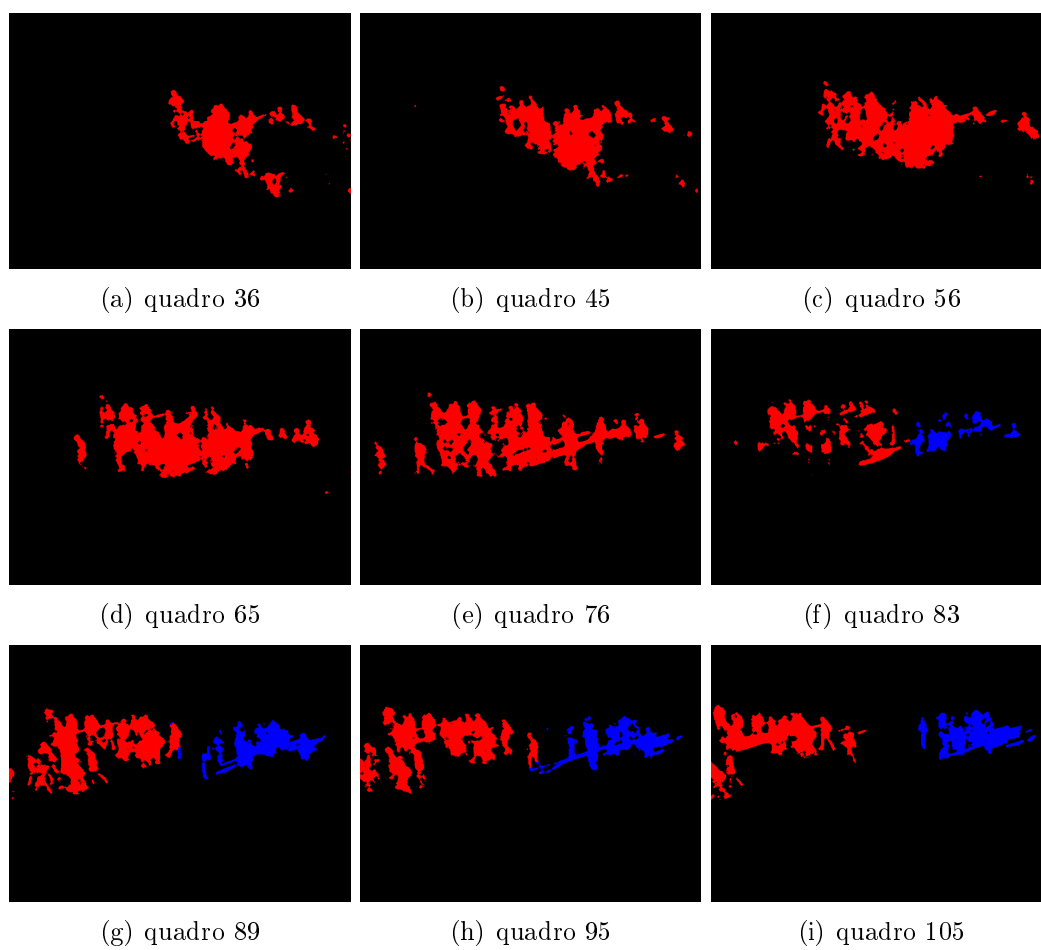 (a) quadro 36
(b) quadro 45
(c) quadro 56
(d) quadro 65
(e) quadro 76
(f) quadro 83
(g) quadro 89
(h) quadro 95
(i) quadro 105